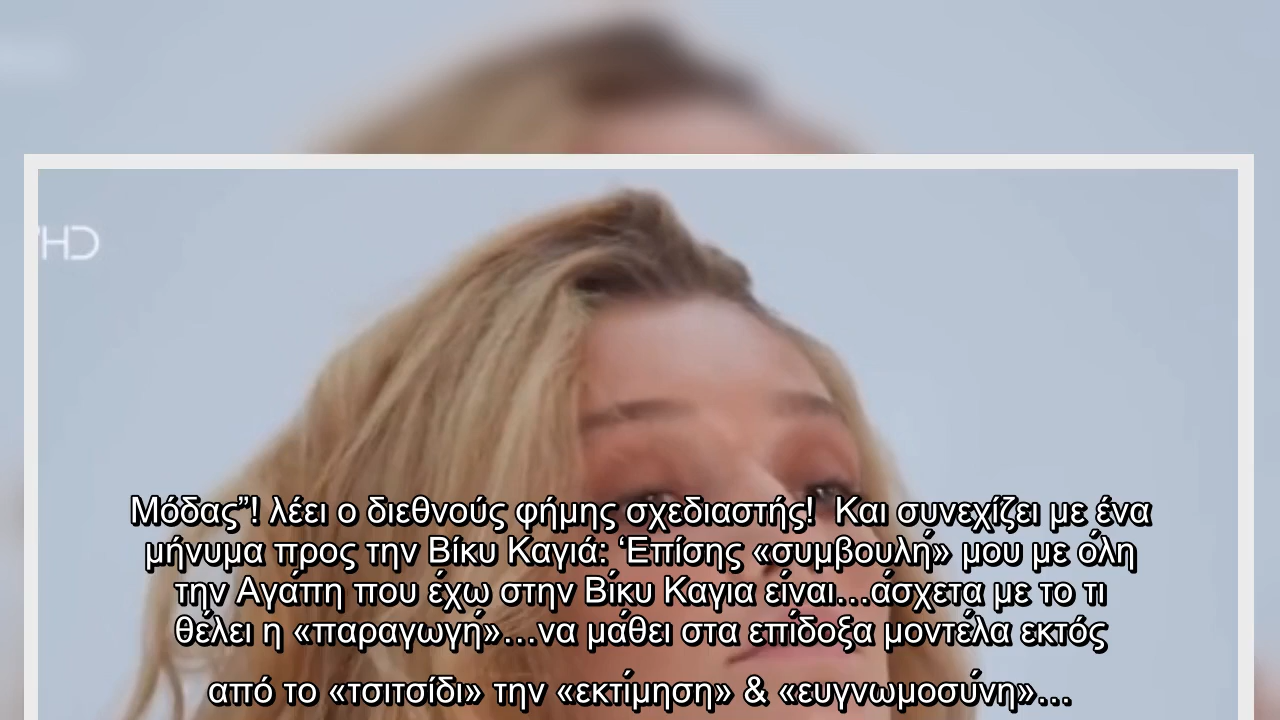 HD
Μόδας”! λέει ο διεθνούς φήμης σχεδιαστής!  Και συνεχίζει με ένα
μήνυμα προς την Βίκυ Καγιά: ‘Επίσης «συμβουλή» μου με όλη
την Αγάπη που έχω στην Βίκυ Καγια είναι…άσχετα με το τι
θέλει η «παραγωγή»…να μάθει στα επίδοξα μοντέλα εκτός
από το «τσιτσίδι» την «εκτίμηση» & «ευγνωμοσύνη»…